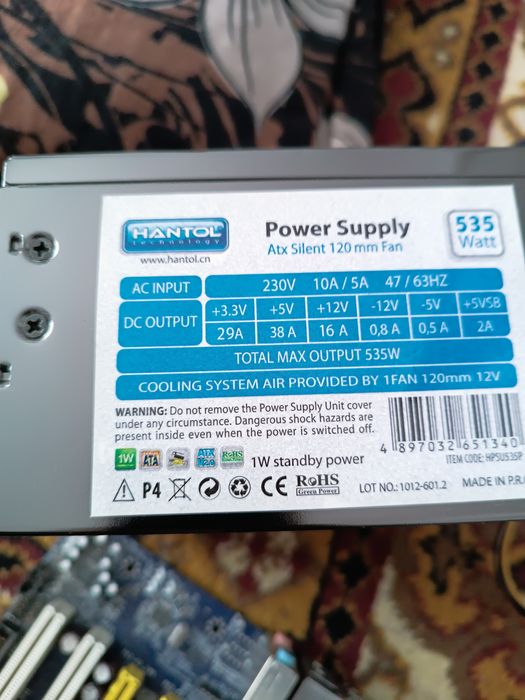 HANTOL
technology
www.hantol.cn
Power Supply
Atx Silent 120 mm Fan
535
Watt
AC INPUT 230V 10A / 5A 47 / 63HZ
DC OUTPUT +3.3V +5V +12V -12V -5V +5VSB
29A 38 A 16 A 0,8 A 0,5 A 2A
TOTAL MAX OUTPUT 535W
COOLING SYSTEM AIR PROVIDED BY 1FAN 120mm 12V
WARNING: Do not remove the Power Supply Unit cover
under any circumstance. Dangerous shock hazards are
present inside even when the power is switched off.
4 897032 651340
ITEM CODE: HPSU535P
1W ATA RoHS 1W standby power
P4 CE RoHS
Green Power
LOT NO.: 1012-601.2 MADE IN P.R.